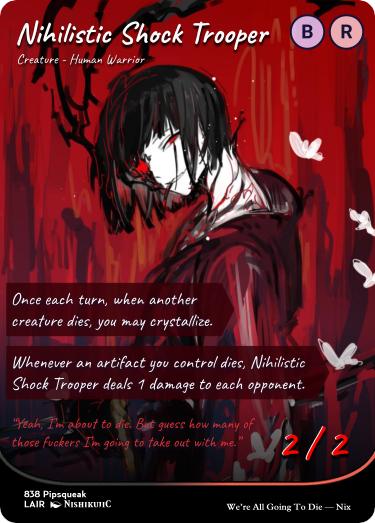 Nihilistic Shock Trooper B R
Creature - Human Warrior
Once each turn, when another
creature dies, you may crystallize.
Whenever an artifact you control dies, Nihilistic
Shock Trooper deals 1 damage to each opponent.
"Yeah, I'm about to die. But guess how many of
those fuckers I'm going to take out with me."
2/2
838 Pipsqueak
LAIR NISHIKUJIC
We're All Going To Die — Nix